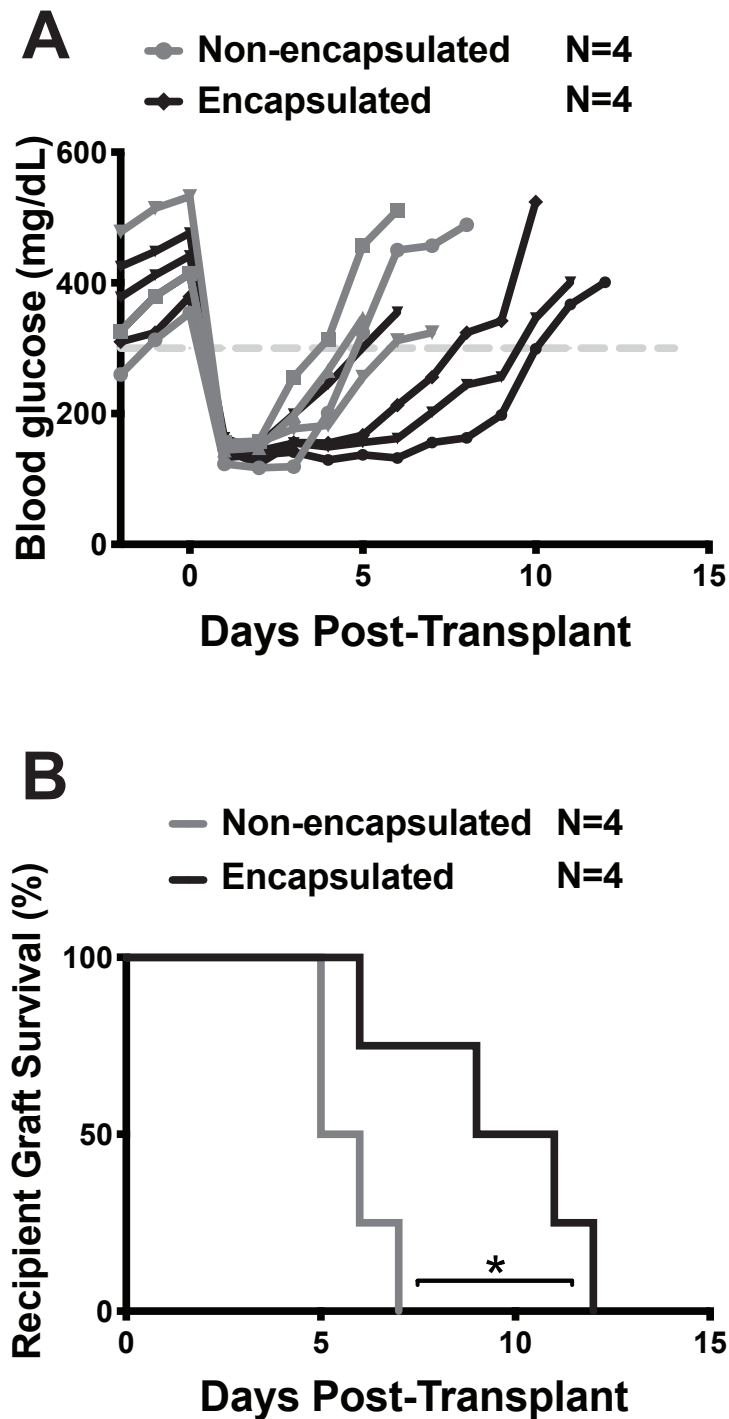 A
Non-encapsulated N=4
Encapsulated N=4
Blood glucose (mg/dL)
600
400
200
0
0 5 10 15
Days Post-Transplant
B
Non-encapsulated N=4
Encapsulated N=4
Recipient Graft Survival (%)
100
50
0
*
0 5 10 15
Days Post-Transplant